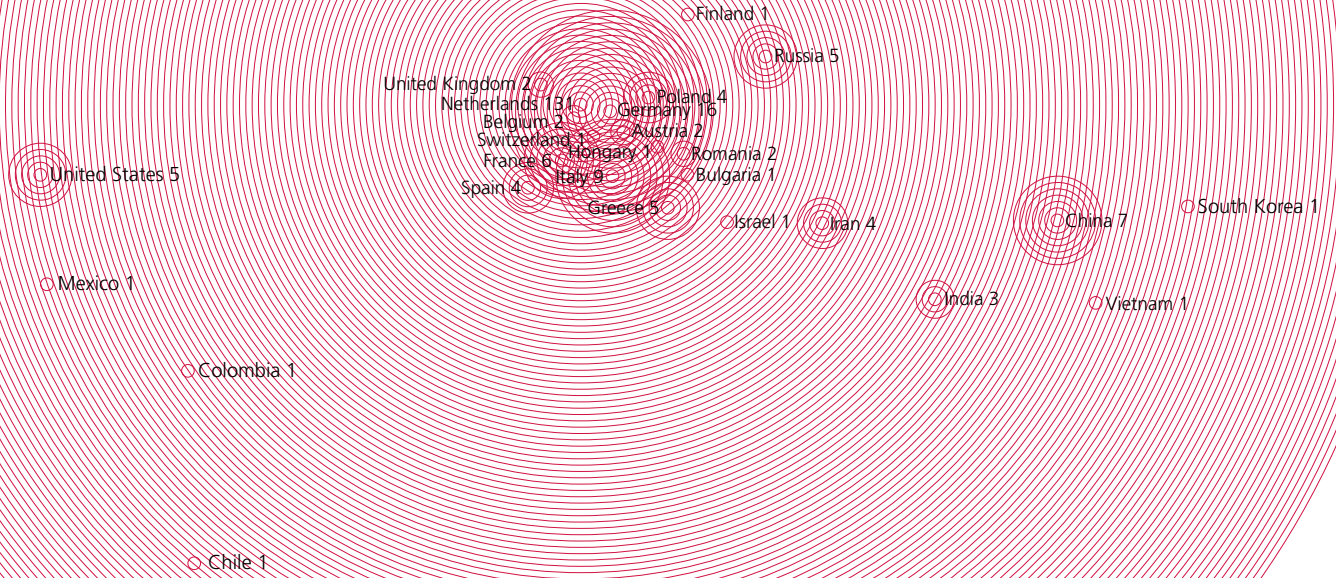 Finland 1
Russia 5
United Kingdom 2
Poland 4
Netherlands 131
Germany 16
Belgium 2
Austria 2
Switzerland 1
Hungary 1
Romania 2
France 6
United States 5
Italy 9
Bulgaria 1
Spain 4
Greece 5
South Korea 1
Israel 1
Iran 4
China 7
Mexico 1
India 3
Vietnam 1
Colombia 1
Chile 1